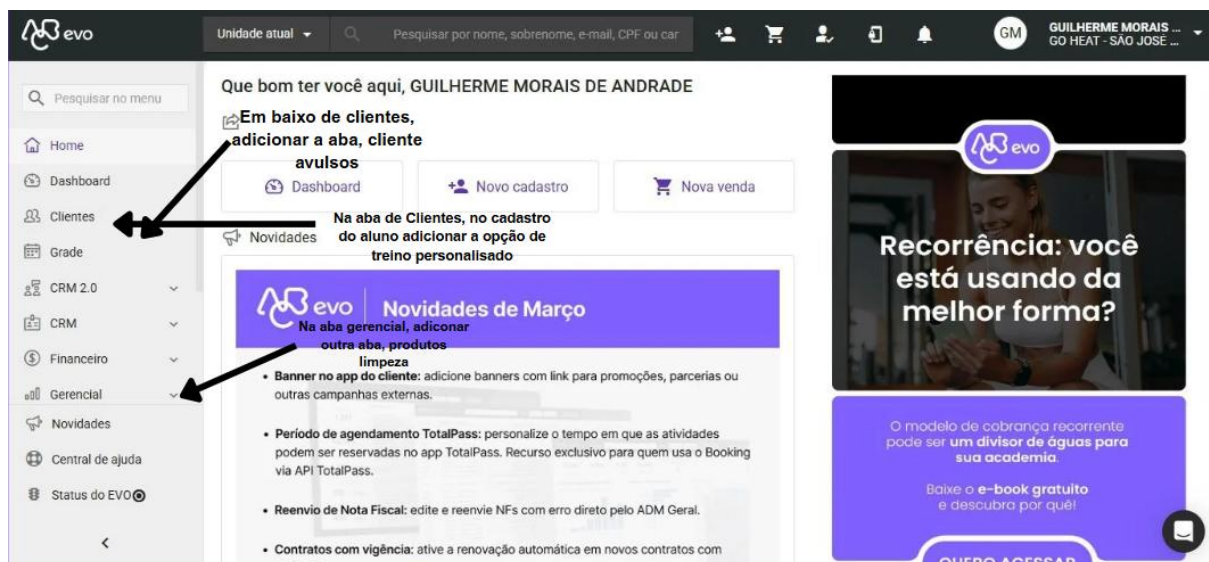 evo
Unidade atual
Pesquisar por nome, sobrenome, e-mail, CPF ou car
GM
GUILHERME MORAIS ...
GO HEAT - SÃO JOSÉ ...
Pesquisar no menu
Home
Dashboard
Clientes
Grade
CRM 2.0
CRM
Financeiro
Gerencial
Novidades
Central de ajuda
Status do EVO
Que bom ter você aqui, GUILHERME MORAIS DE ANDRADE
Em baixo de clientes,
adicionar a aba, cliente
avulsos
Dashboard
Novo cadastro
Nova venda
Na aba de Clientes, no cadastro
do aluno adicionar a opção de
treino personalisado
Novidades
evo
Novidades de Março
Na aba gerencial, adiconar
outra aba, produtos
limpeza
• Banner no app do cliente: adicione banners com link para promoções, parcerias ou
outras campanhas externas.
• Período de agendamento TotalPass: personalize o tempo em que as atividades
podem ser reservadas no app TotalPass. Recurso exclusivo para quem usa o Booking
via API TotalPass.
• Reenvio de Nota Fiscal: edite e reenvie NFs com erro direto pelo ADM Geral.
• Contratos com vigência: ative a renovação automática em novos contratos com
evo
Recorrência: você
está usando da
melhor forma?
O modelo de cobrança recorrente
pode ser um divisor de águas para
sua academia.
Baixe o e-book gratuito
e descubra por quê!
QUERO ACESSAR